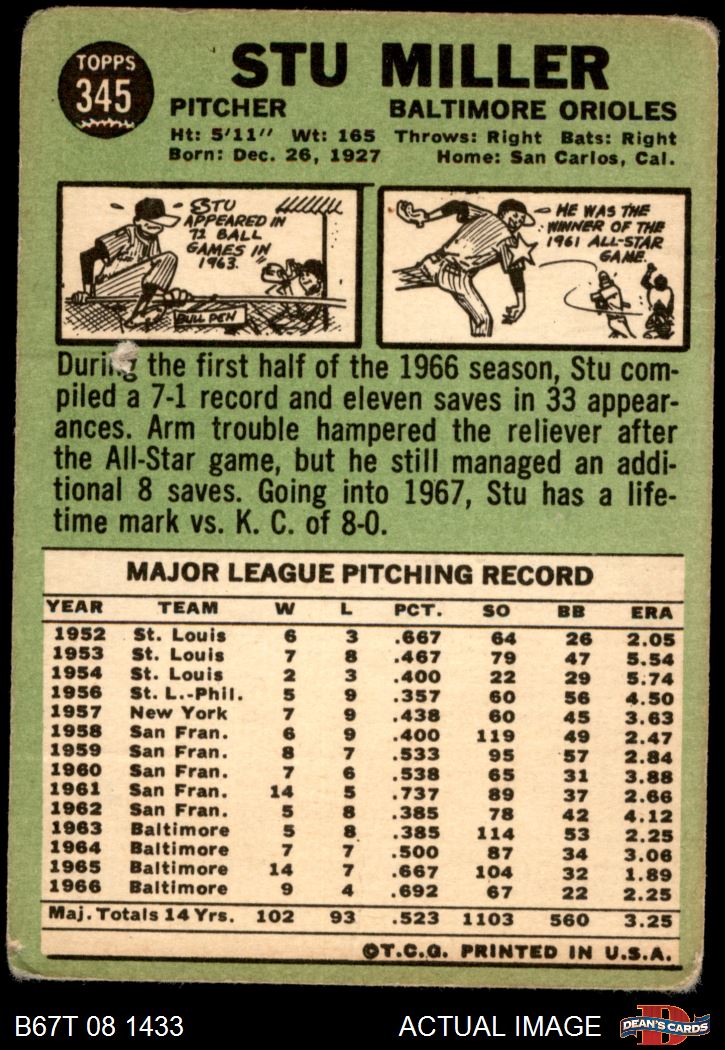 TOPPS
345
STU MILLER
PITCHER BALTIMORE ORIOLES
Ht: 5'11" Wt: 165 Throws: Right Bats: Right
Born: Dec. 26, 1927 Home: San Carlos, Cal.
STU
APPEARED IN
72 BALL
GAMES IN
1963.
BULL PEN
HE WAS THE
WINNER OF THE
1961 ALL-STAR
GAME.
During the first half of the 1966 season, Stu com-
piled a 7-1 record and eleven saves in 33 appear-
ances. Arm trouble hampered the reliever after
the All-Star game, but he still managed an addi-
tional 8 saves. Going into 1967, Stu has a life-
time mark vs. K. C. of 8-0.
MAJOR LEAGUE PITCHING RECORD
YEAR TEAM W L PCT. SO BB ERA
1952 St. Louis 6 3 .667 64 26 2.05
1953 St. Louis 7 8 .467 79 .47 5.54
1954 St. Louis 2 3 .400 22 29 5.74
1956 St. L.-Phil. 5 9 .357 60 56 4.50
1957 New York 7 9 .438 60 45 3.63
1958 San Fran. 6 9 .400 119 49 2.47
1959 San Fran. 8 7 .533 95 57 2.84
1960 San Fran. 7 6 .538 65 31 3.88
1961 San Fran. 14 5 .737 89 37 2.66
1962 San Fran. 5 8 .385 78 42 4.12
1963 Baltimore 5 8 .385 114 53 2.25
1964 Baltimore 7 7 .500 87 34 3.06
1965 Baltimore 14 7 .667 104 32 1.89
1966 Baltimore 9 4 .692 67 22 2.25
Maj. Totals 14 Yrs. 102 93 .523 1103 560 3.25
©T.C.G. PRINTED IN U.S.A.
B67T 08 1433 ACTUAL IMAGE DEAN'S CARDS